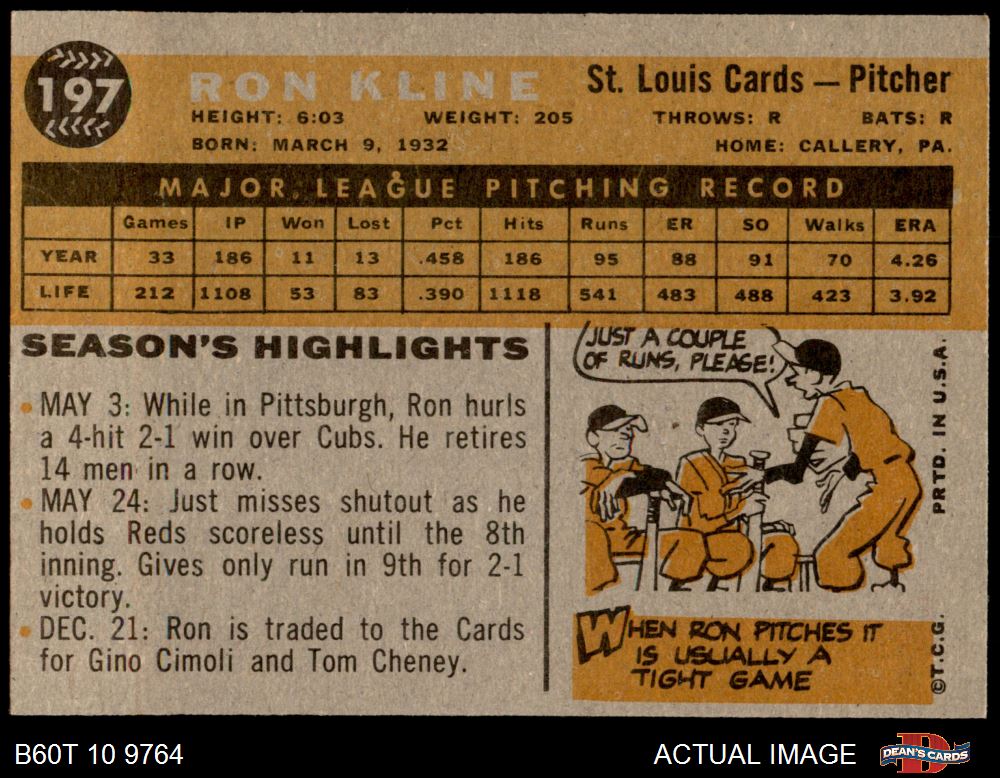 197
RON KLINE
St. Louis Cards — Pitcher
HEIGHT: 6:03 WEIGHT: 205 THROWS: R BATS: R
BORN: MARCH 9, 1932 HOME: CALLERY, PA.
MAJOR LEAGUE PITCHING RECORD
Games IP Won Lost Pct Hits Runs ER SO Walks ERA
YEAR 33 186 11 13 .458 186 95 88 91 70 4.26
LIFE 212 1108 53 83 .390 1118 541 483 488 423 3.92
SEASON'S HIGHLIGHTS
• MAY 3: While in Pittsburgh, Ron hurls
a 4-hit 2-1 win over Cubs. He retires
14 men in a row.
• MAY 24: Just misses shutout as he
holds Reds scoreless until the 8th
inning. Gives only run in 9th for 2-1
victory.
• DEC. 21: Ron is traded to the Cards
for Gino Cimoli and Tom Cheney.
JUST A COUPLE
OF RUNS, PLEASE!
WHEN RON PITCHES IT
IS USUALLY A
TIGHT GAME
PRTD. IN U.S.A.
©T.C.G.
B60T 10 9764
ACTUAL IMAGE
D
DEAN'S CARDS